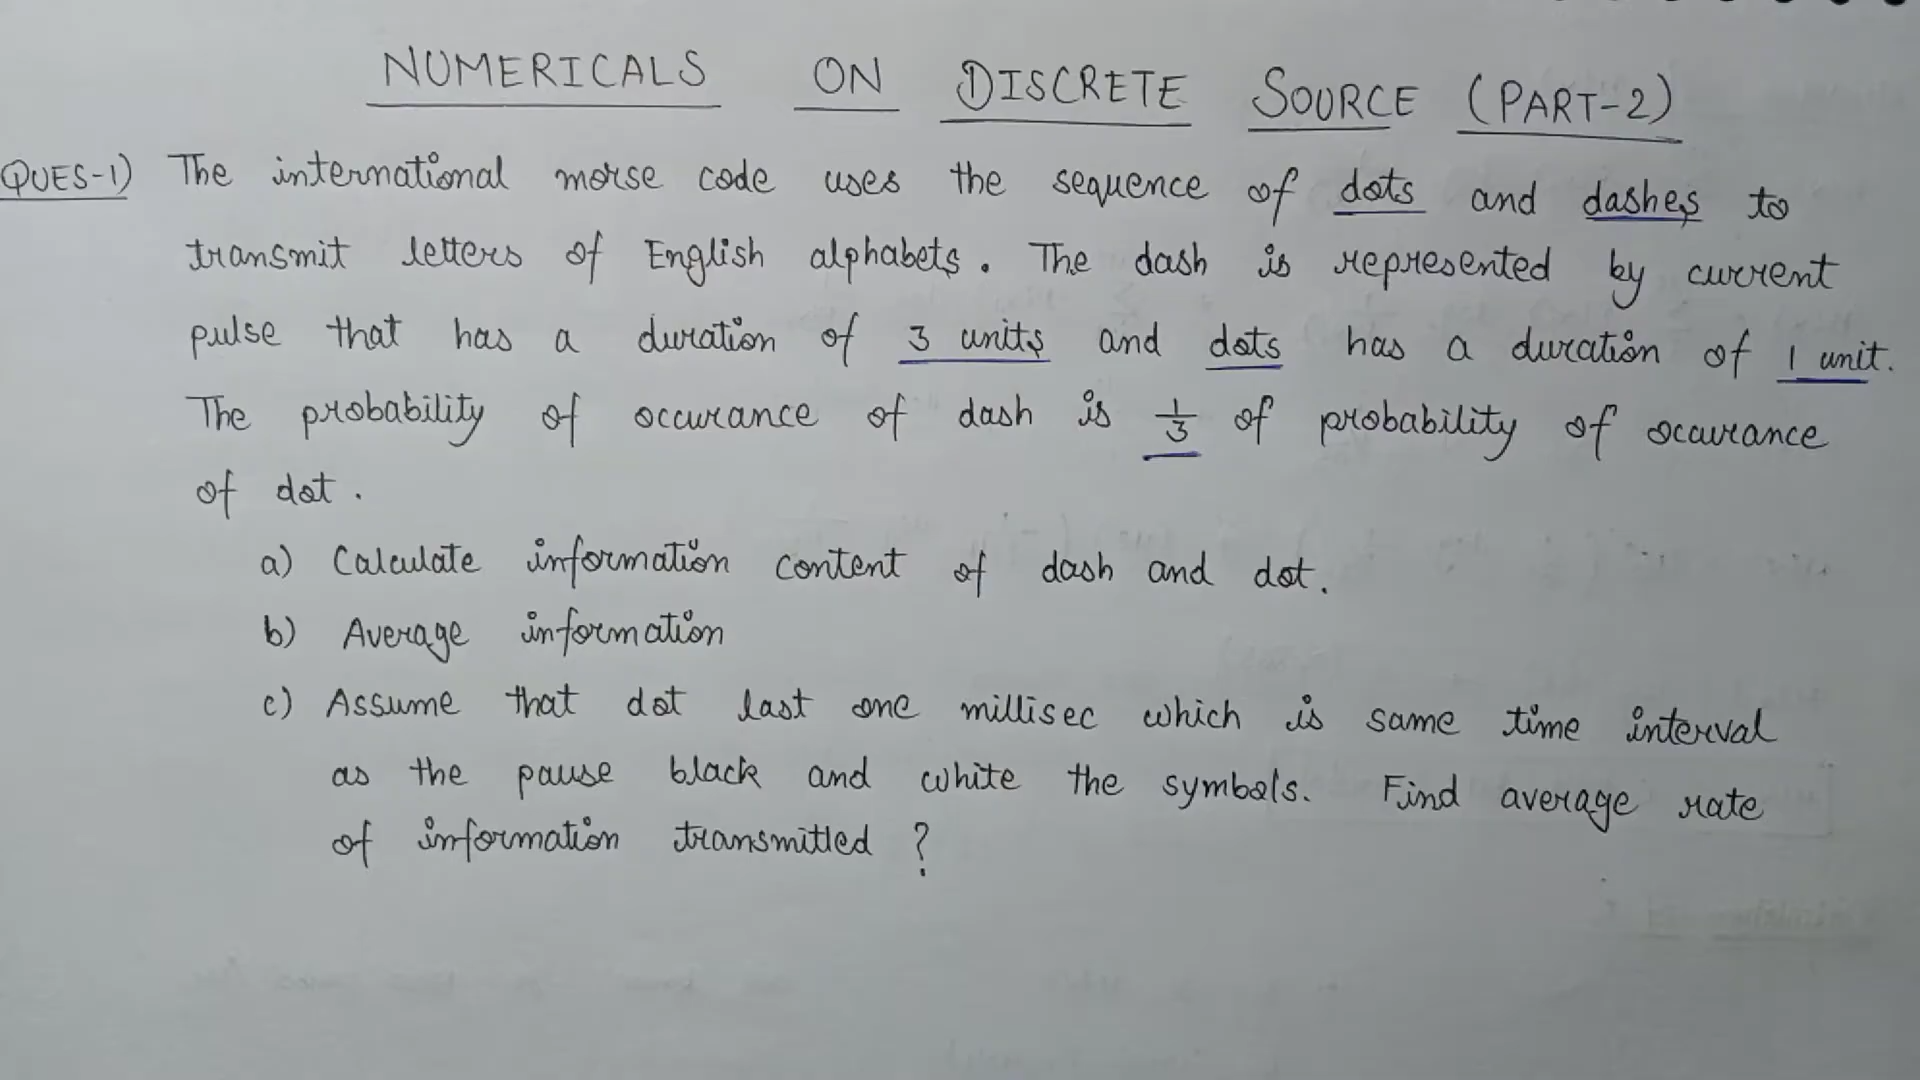 NUMERICALS ON DISCRETE SOURCE (PART-2)
QUES-1) The international morse code uses the sequence of dots and dashes to
transmit letters of English alphabets. The dash is represented by current
pulse that has a duration of 3 units and dots has a duration of 1 unit.
The probability of occurance of dash is 1/3 of probability of ocaurance
of dot.
a) Calculate information content of dash and dot.
b) Average information
c) Assume that dot last one millisec which is same time interval
as the pause black and white the symbols. Find average rate
of information transmitted ?